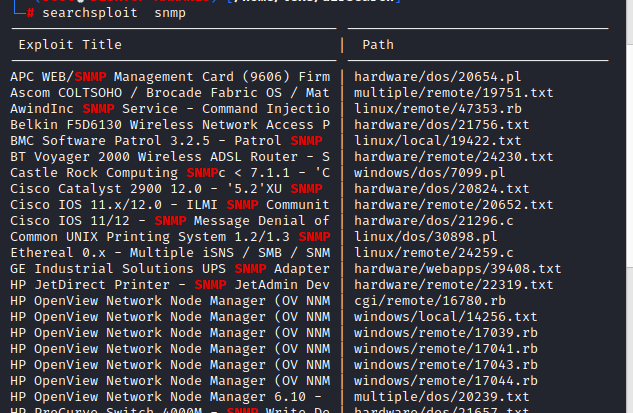 # searchsploit snmp
Exploit Title | Path
APC WEB/SNMP Management Card (9606) Firm | hardware/dos/20654.pl
Ascom COLTSOHO / Brocade Fabric OS / Mat | multiple/remote/19751.txt
AwindInc SNMP Service - Command Injectio | linux/remote/47353.rb
Belkin F5D6130 Wireless Network Access P | hardware/dos/21756.txt
BMC Software Patrol 3.2.5 - Patrol SNMP | linux/local/19422.txt
BT Voyager 2000 Wireless ADSL Router - S | hardware/remote/24230.txt
Castle Rock Computing SNMPc < 7.1.1 - 'C | windows/dos/7099.pl
Cisco Catalyst 2900 12.0 - '5.2'XU SNMP | hardware/dos/20824.txt
Cisco IOS 11.x/12.0 - ILMI SNMP Communit | hardware/remote/20652.txt
Cisco IOS 11/12 - SNMP Message Denial of | hardware/dos/21296.c
Common UNIX Printing System 1.2/1.3 SNMP | linux/dos/30898.pl
Ethereal 0.x - Multiple iSNS / SMB / SNM | linux/remote/24259.c
GE Industrial Solutions UPS SNMP Adapter | hardware/webapps/39408.txt
HP JetDirect Printer - SNMP JetAdmin Dev | hardware/remote/22319.txt
HP OpenView Network Node Manager (OV NNM | cgi/remote/16780.rb
HP OpenView Network Node Manager (OV NNM | windows/local/14256.txt
HP OpenView Network Node Manager (OV NNM | windows/remote/17039.rb
HP OpenView Network Node Manager (OV NNM | windows/remote/17041.rb
HP OpenView Network Node Manager (OV NNM | windows/remote/17043.rb
HP OpenView Network Node Manager (OV NNM | windows/remote/17044.rb
HP OpenView Network Node Manager 6.10 - | multiple/dos/20239.txt
HP ProCurve Switch 4000M - SNMP Write De | hardware/dos/21657.txt